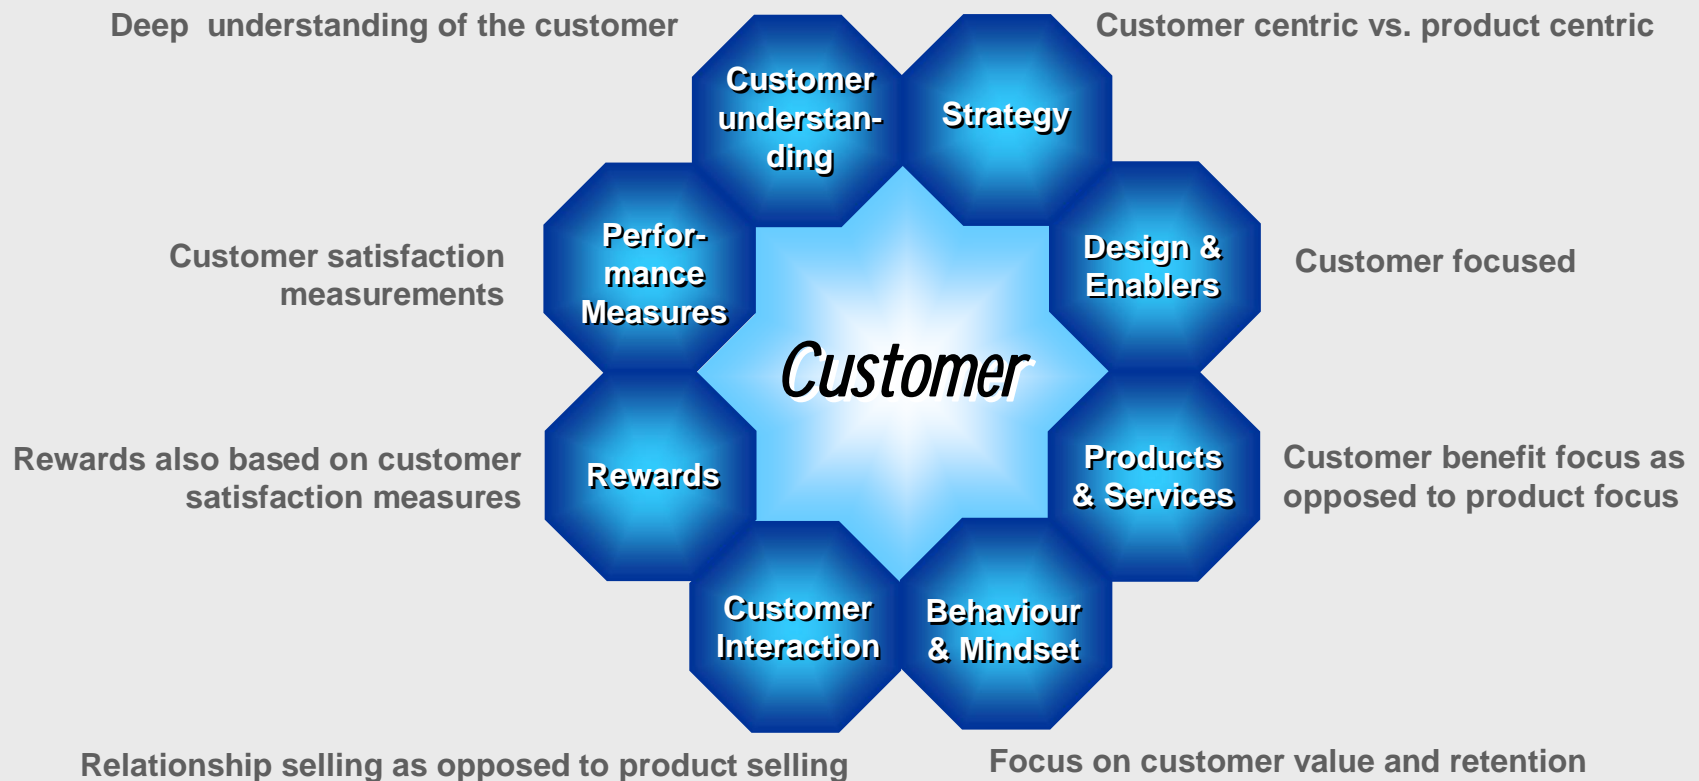 Deep understanding of the customer
Customer centric vs. product centric
Customer
understan-
ding
Strategy
Perfor-
mance
Measures
Design &
Enablers
Customer satisfaction
measurements
Customer focused
Customer
Rewards also based on customer
satisfaction measures
Rewards
Products
& Services
Customer benefit focus as
opposed to product focus
Customer
Interaction
Behaviour
& Mindset
Relationship selling as opposed to product selling
Focus on customer value and retention